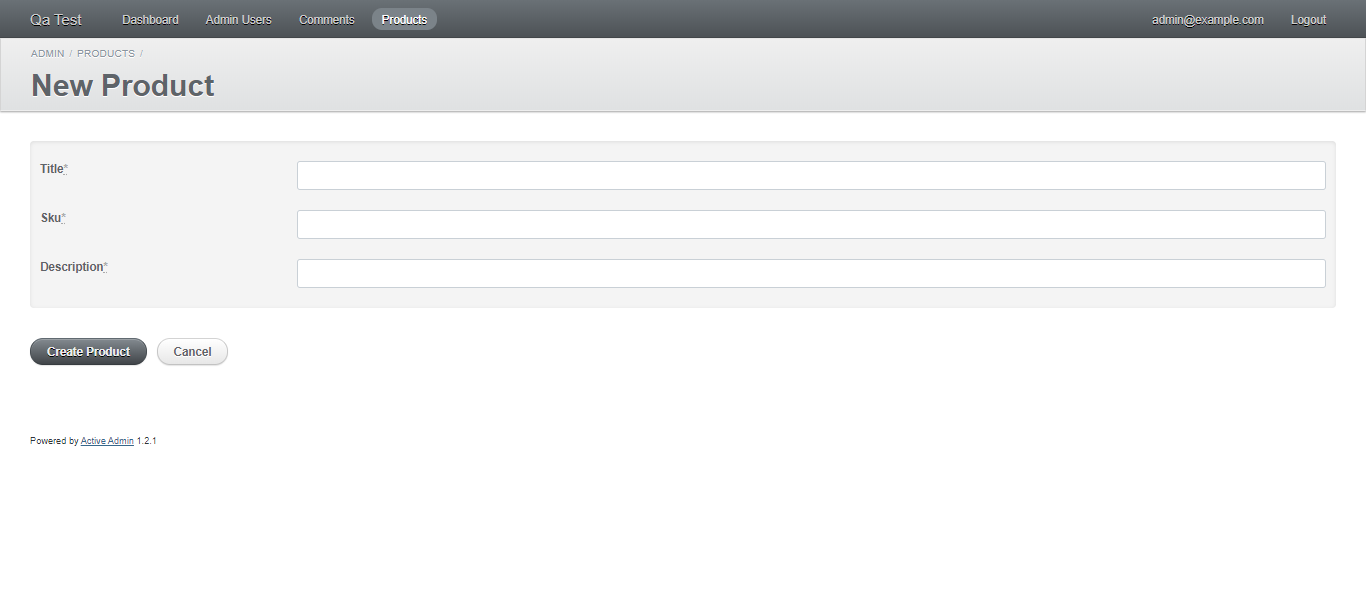 Qa Test Dashboard Admin Users Comments Products admin@example.com Logout
ADMIN / PRODUCTS /
New Product
Title*
Sku*
Description*
Create Product Cancel
Powered by Active Admin 1.2.1